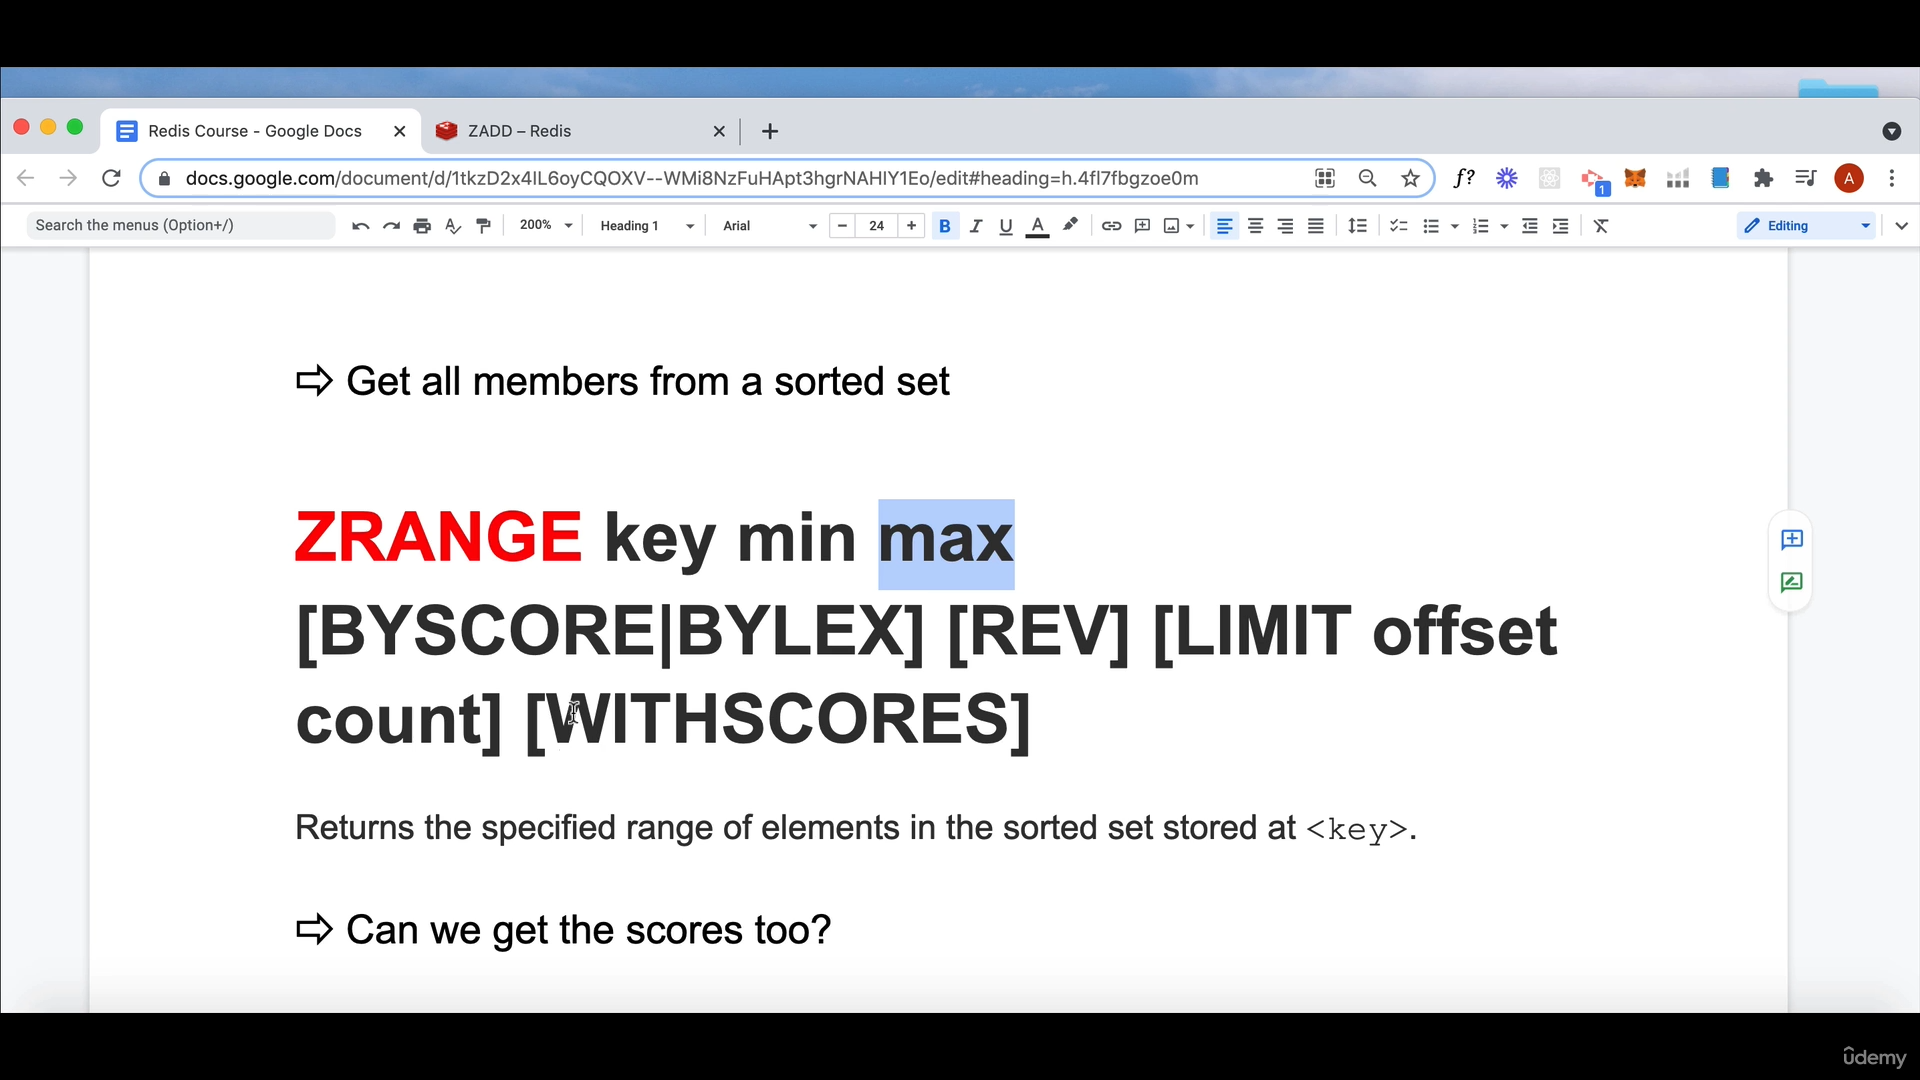 Redis Course - Google Docs
ZADD – Redis
docs.google.com/document/d/1tkzD2x4IL6oyCQOXV--WMi8NzFuHApt3hgrNAHIY1Eo/edit#heading=h.4fl7fbgzoe0m
f?
1
A
Search the menus (Option+/)
200%
Heading 1
Arial
24
B
I
U
A
Editing
⇨ Get all members from a sorted set
ZRANGE key min max
[BYSCORE|BYLEX] [REV] [LIMIT offset
count] [WITHSCORES]
Returns the specified range of elements in the sorted set stored at <key>.
⇨ Can we get the scores too?
ûdemy